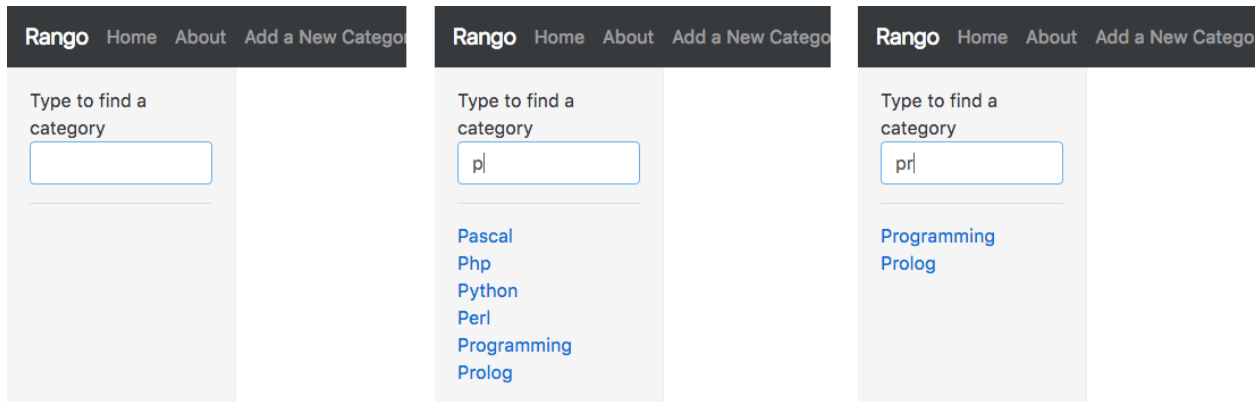 Rango Home About Add a New Categor
Type to find a
category
Rango Home About Add a New Catego
Type to find a
category
p
Pascal
Php
Python
Perl
Programming
Prolog
Rango Home About Add a New Catego
Type to find a
category
pr
Programming
Prolog